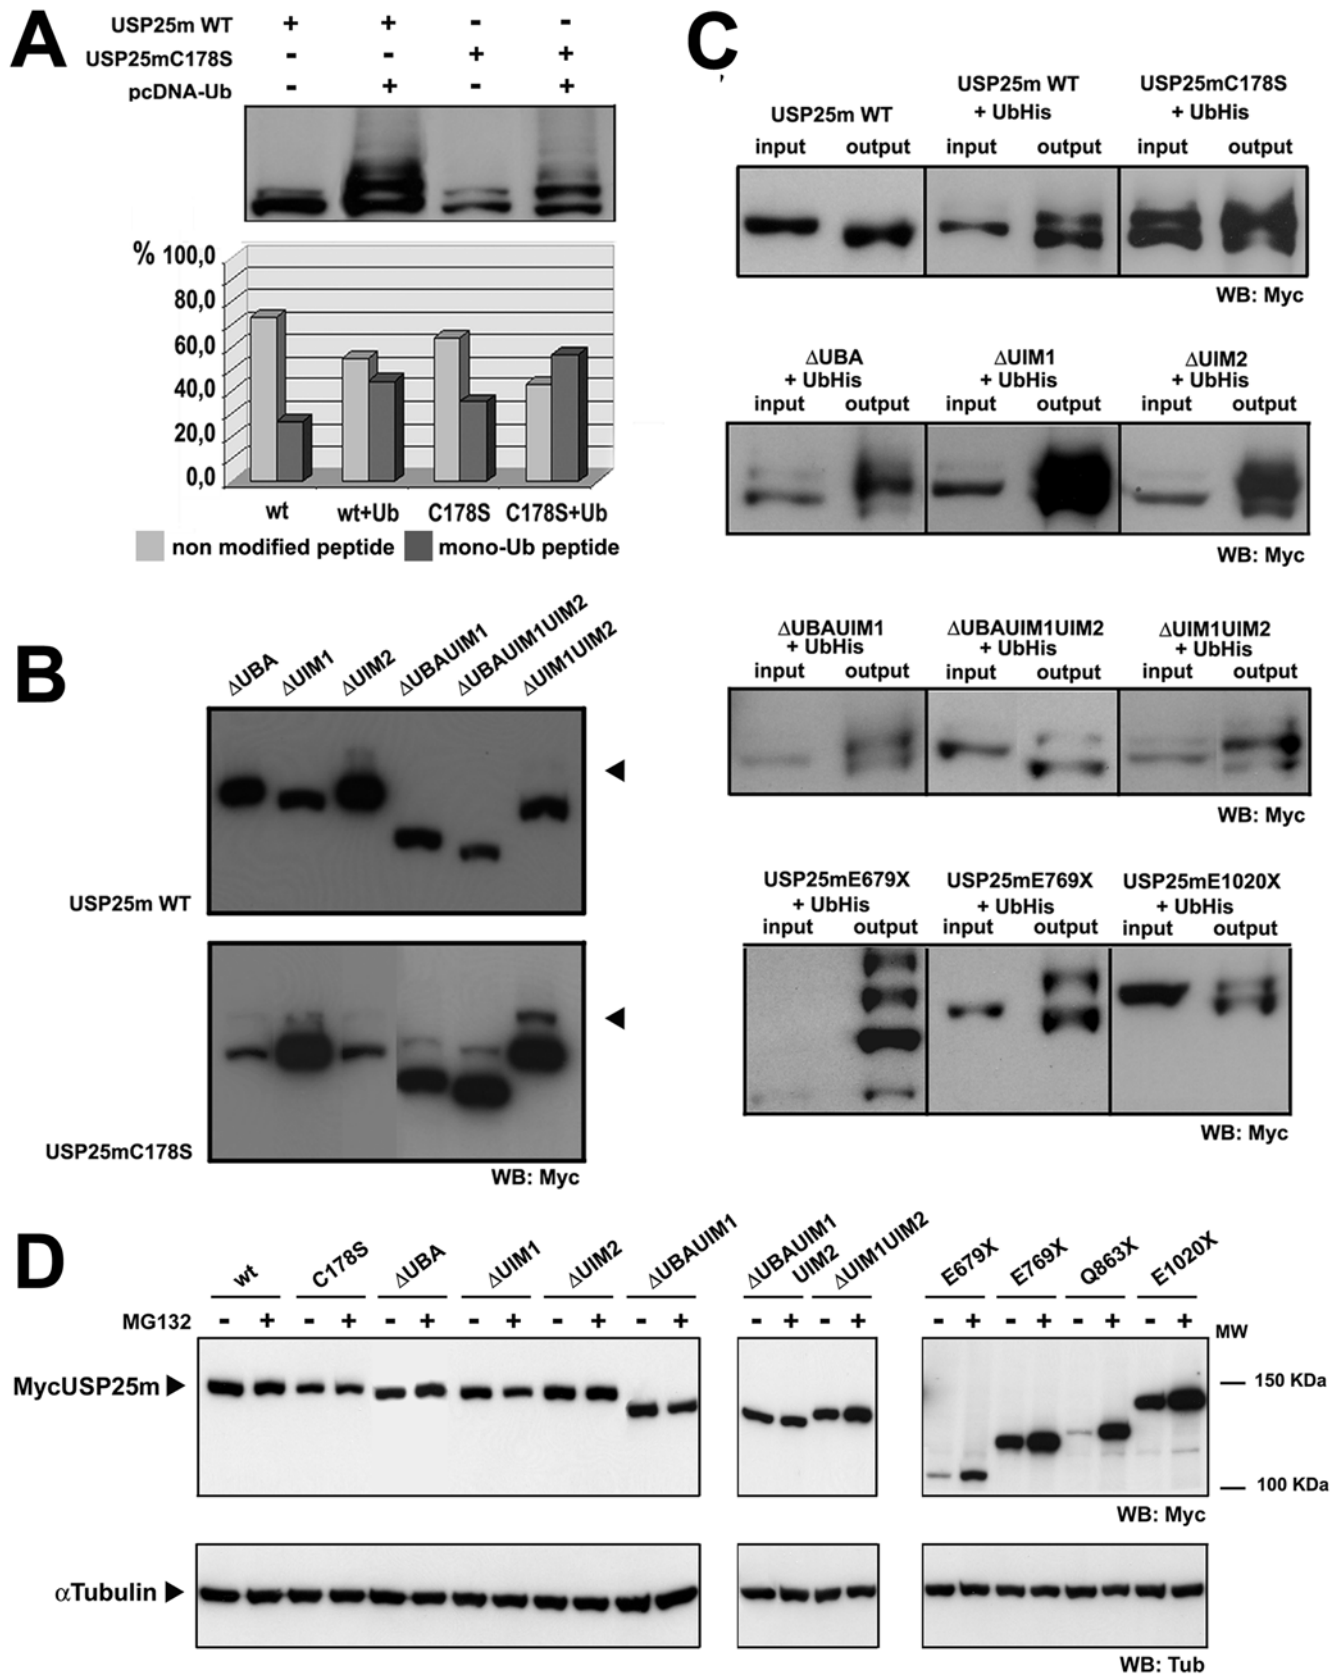 A
USP25m WT + + - -
USP25mC178S - - + +
pcDNA-Ub - + - +
% 100,0
80,0
60,0
40,0
20,0
0,0
wt wt+Ub C178S C178S+Ub
non modified peptide mono-Ub peptide
B
ΔUBA ΔUIM1 ΔUIM2 ΔUBAUIM1 ΔUBAUIM1UIM2 ΔUIM1UIM2
USP25m WT
USP25mC178S
WB: Myc
C
USP25m WT USP25m WT + UbHis USP25mC178S + UbHis
input output input output input output
WB: Myc
ΔUBA + UbHis ΔUIM1 + UbHis ΔUIM2 + UbHis
input output input output input output
WB: Myc
ΔUBAUIM1 + UbHis ΔUBAUIM1UIM2 + UbHis ΔUIM1UIM2 + UbHis
input output input output input output
WB: Myc
USP25mE679X + UbHis USP25mE769X + UbHis USP25mE1020X + UbHis
input output input output input output
WB: Myc
D
wt C178S ΔUBA ΔUIM1 ΔUIM2 ΔUBAUIM1 ΔUBAUIM1 UIM2 ΔUIM1UIM2 E679X E769X Q863X E1020X
MG132 - + - + - + - + - + - + - + - + - + - + - + - +
MW
MycUSP25m
150 KDa
100 KDa
WB: Myc
αTubulin
WB: Tub